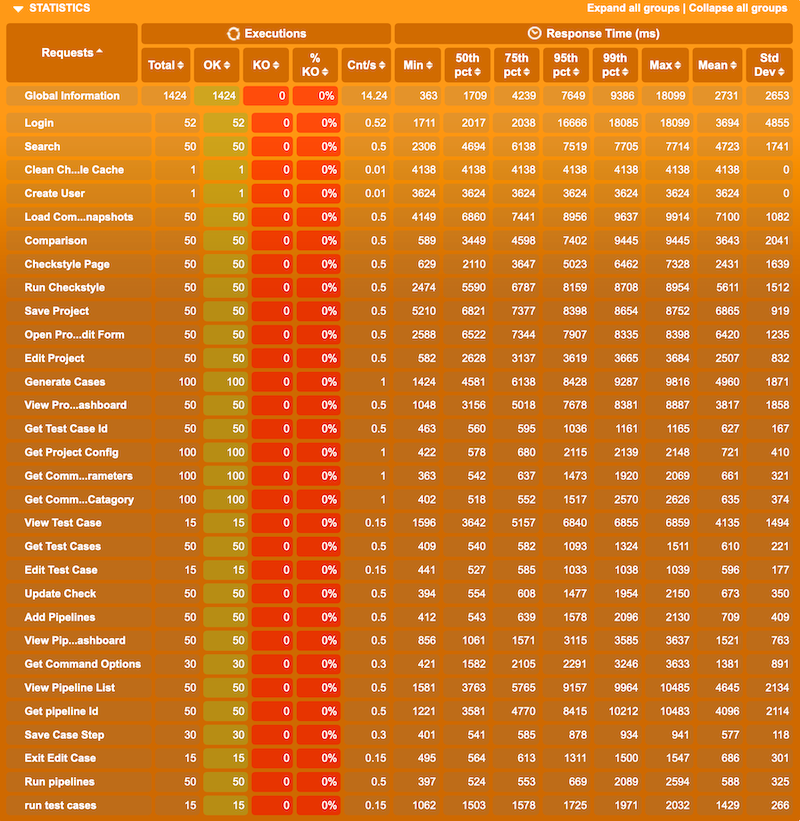 STATISTICS Expand all groups | Collapse all groups
Requests Executions Response Time (ms)
Total OK KO % KO Cnt/s Min 50th pct 75th pct 95th pct 99th pct Max Mean Std Dev
Global Information 1424 1424 0 0% 14.24 363 1709 4239 7649 9386 18099 2731 2653
Login 52 52 0 0% 0.52 1711 2017 2038 16666 18085 18099 3694 4855
Search 50 50 0 0% 0.5 2306 4694 6138 7519 7705 7714 4723 1741
Clean Ch...le Cache 1 1 0 0% 0.01 4138 4138 4138 4138 4138 4138 4138 0
Create User 1 1 0 0% 0.01 3624 3624 3624 3624 3624 3624 3624 0
Load Com...napshots 50 50 0 0% 0.5 4149 6860 7441 8956 9637 9914 7100 1082
Comparison 50 50 0 0% 0.5 589 3449 4598 7402 9445 9445 3643 2041
Checkstyle Page 50 50 0 0% 0.5 629 2110 3647 5023 6462 7328 2431 1639
Run Checkstyle 50 50 0 0% 0.5 2474 5590 6787 8159 8708 8954 5611 1512
Save Project 50 50 0 0% 0.5 5210 6821 7377 8398 8654 8752 6865 919
Open Pro...dit Form 50 50 0 0% 0.5 2588 6522 7344 7907 8335 8398 6420 1235
Edit Project 50 50 0 0% 0.5 582 2628 3137 3619 3665 3684 2507 832
Generate Cases 100 100 0 0% 1 1424 4581 6138 8428 9287 9816 4960 1871
View Pro...ashboard 50 50 0 0% 0.5 1048 3156 5018 7678 8381 8887 3817 1858
Get Test Case Id 50 50 0 0% 0.5 463 560 595 1036 1161 1165 627 167
Get Project Config 100 100 0 0% 1 422 578 680 2115 2139 2148 721 410
Get Comm...rameters 100 100 0 0% 1 363 542 637 1473 1920 2069 661 321
Get Comm...Catagory 100 100 0 0% 1 402 518 552 1517 2570 2626 635 374
View Test Case 15 15 0 0% 0.15 1596 3642 5157 6840 6855 6859 4135 1494
Get Test Cases 50 50 0 0% 0.5 409 540 582 1093 1324 1511 610 221
Edit Test Case 15 15 0 0% 0.15 441 527 585 1033 1038 1039 596 177
Update Check 50 50 0 0% 0.5 394 554 608 1477 1954 2150 673 350
Add Pipelines 50 50 0 0% 0.5 412 543 639 1578 2096 2130 709 409
View Pip...ashboard 50 50 0 0% 0.5 856 1061 1571 3115 3585 3637 1521 763
Get Command Options 30 30 0 0% 0.3 421 1582 2105 2291 3246 3633 1381 891
View Pipeline List 50 50 0 0% 0.5 1581 3763 5765 9157 9964 10485 4645 2134
Get pipeline Id 50 50 0 0% 0.5 1221 3581 4770 8415 10212 10483 4096 2114
Save Case Step 30 30 0 0% 0.3 401 541 585 878 934 941 577 118
Exit Edit Case 15 15 0 0% 0.15 495 564 613 1311 1500 1547 686 301
Run pipelines 50 50 0 0% 0.5 397 524 553 669 2089 2594 588 325
run test cases 15 15 0 0% 0.15 1062 1503 1578 1725 1971 2032 1429 266